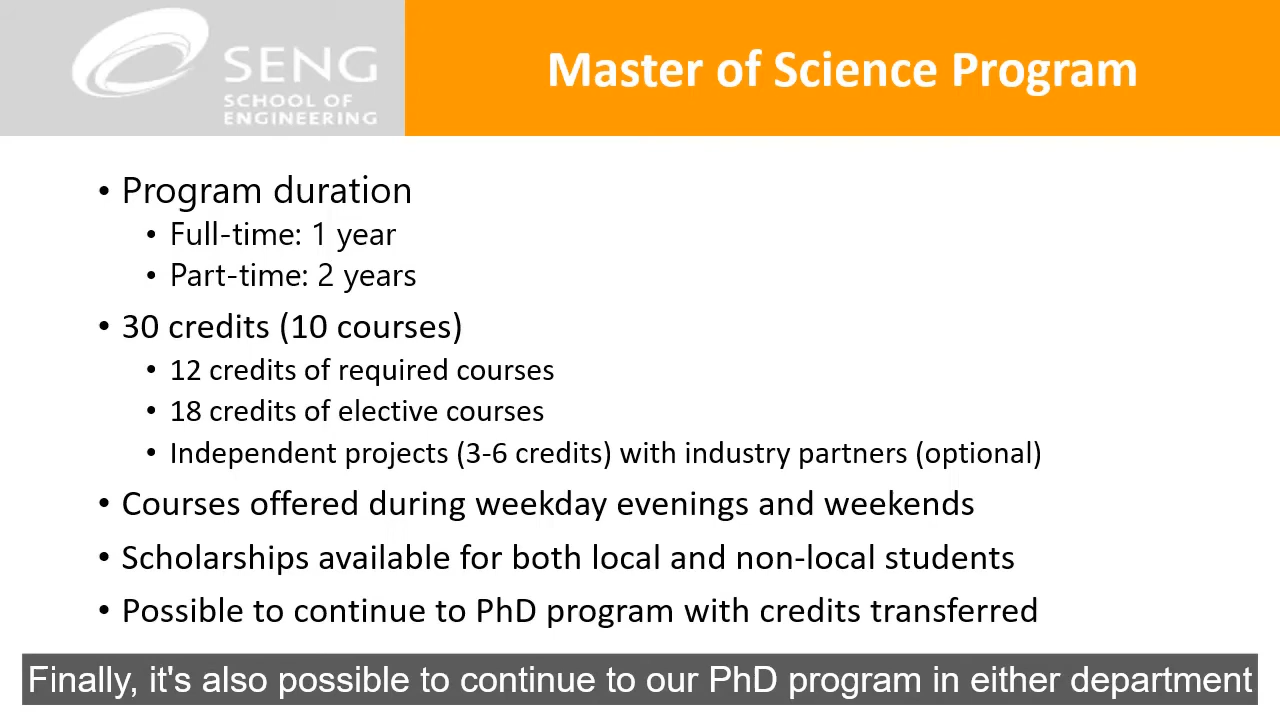 SENG
SCHOOL OF
ENGINEERING
Master of Science Program
• Program duration
• Full-time: 1 year
• Part-time: 2 years
• 30 credits (10 courses)
• 12 credits of required courses
• 18 credits of elective courses
• Independent projects (3-6 credits) with industry partners (optional)
• Courses offered during weekday evenings and weekends
• Scholarships available for both local and non-local students
• Possible to continue to PhD program with credits transferred
Finally, it's also possible to continue to our PhD program in either department